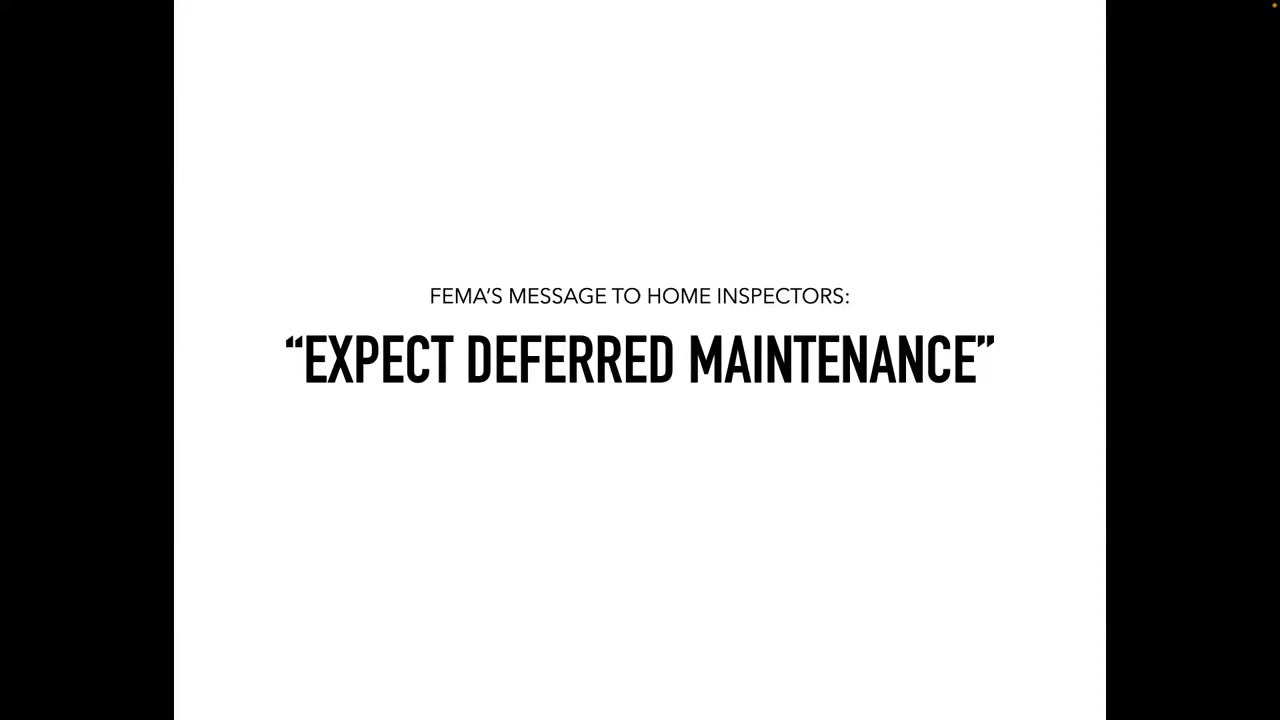 FEMA’S MESSAGE TO HOME INSPECTORS:
“EXPECT DEFERRED MAINTENANCE”